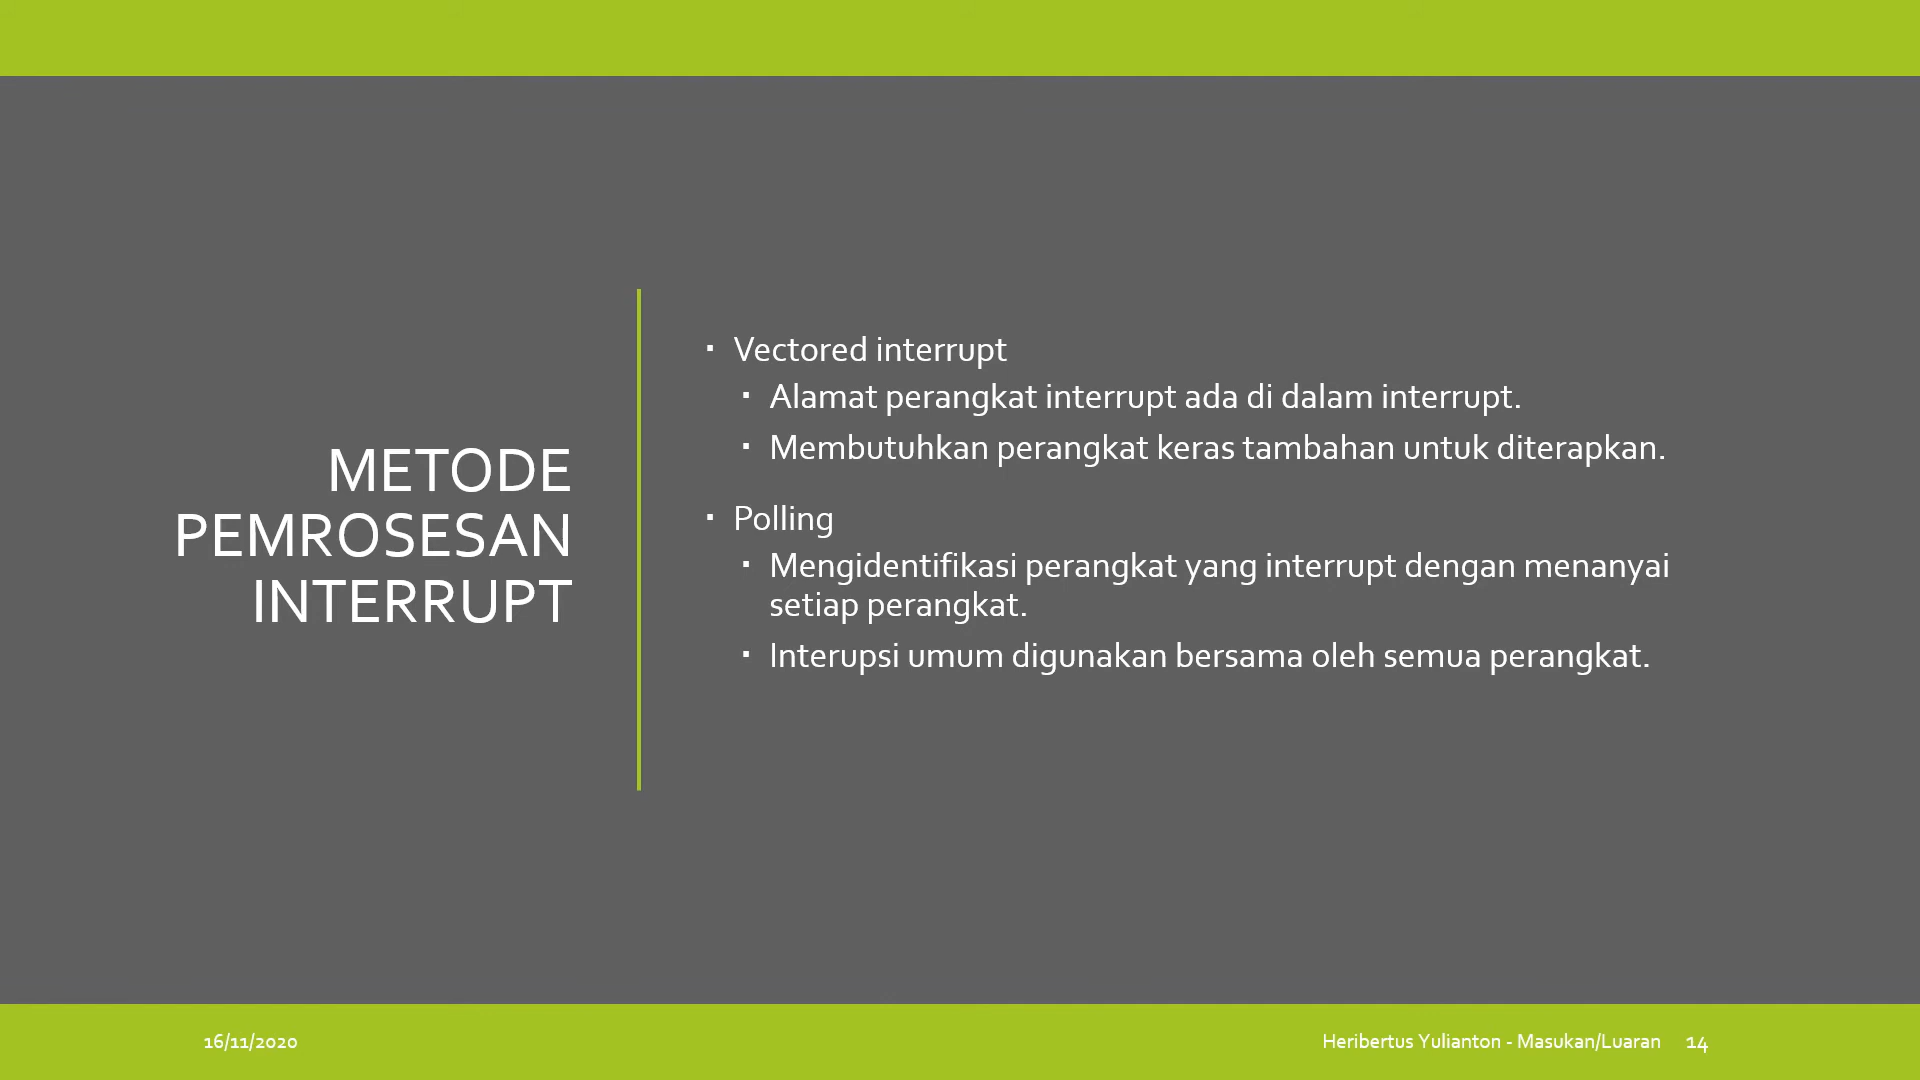 METODE
PEMROSESAN
INTERRUPT
▪ Vectored interrupt
▪ Alamat perangkat interrupt ada di dalam interrupt.
▪ Membutuhkan perangkat keras tambahan untuk diterapkan.
▪ Polling
▪ Mengidentifikasi perangkat yang interrupt dengan menanyai
setiap perangkat.
▪ Interupsi umum digunakan bersama oleh semua perangkat.
16/11/2020
Heribertus Yulianton - Masukan/Luaran 14